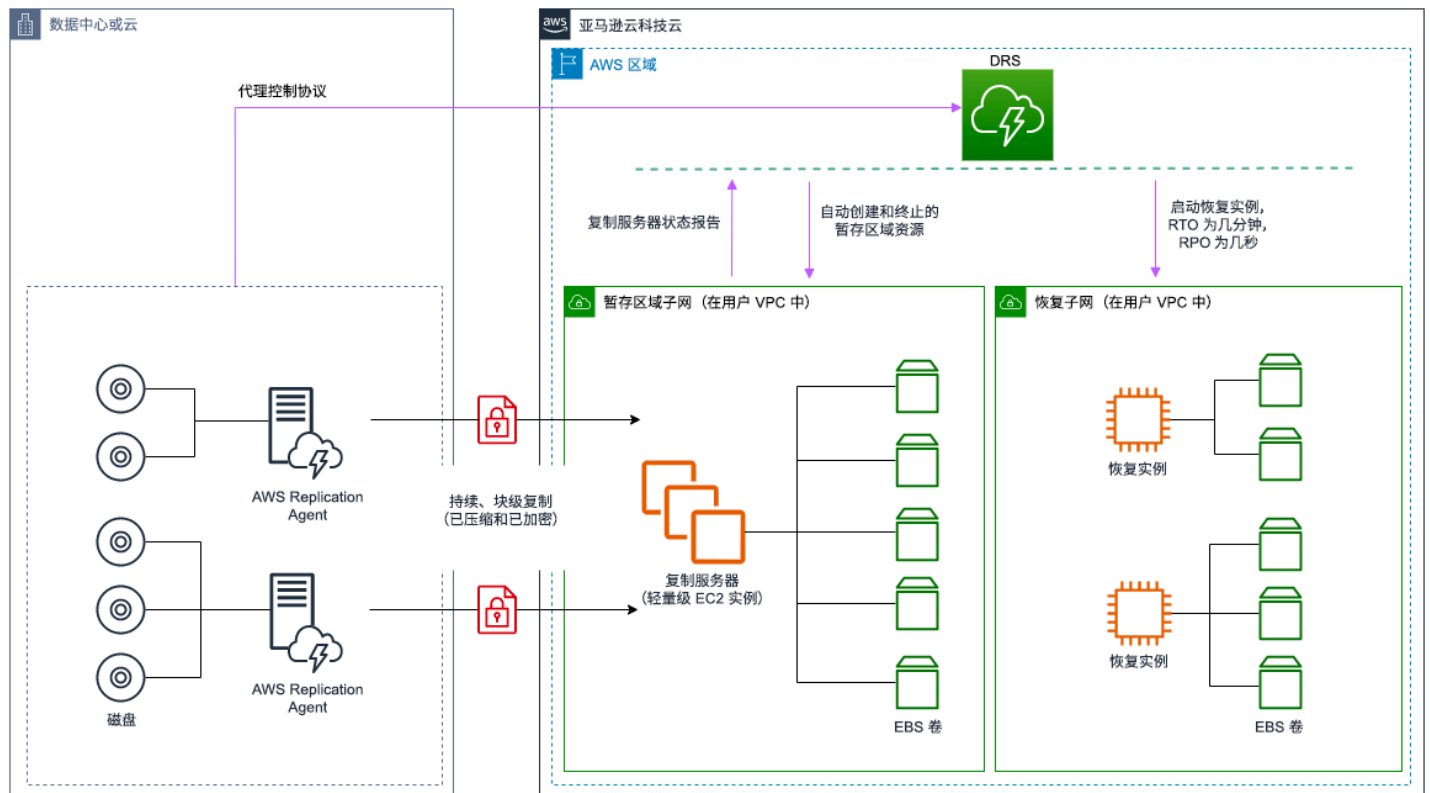 数据中心或云
aws
亚马逊云科技云
AWS 区域
DRS
代理控制协议
复制服务器状态报告
自动创建和终止的
暂存区域资源
启动恢复实例,
RTO 为几分钟,
RPO 为几秒
暂存区域子网（在用户 VPC 中）
恢复子网（在用户 VPC 中）
AWS Replication
Agent
持续、块级复制
（已压缩和已加密）
复制服务器
（轻量级 EC2 实例）
恢复实例
AWS Replication
Agent
恢复实例
磁盘
EBS 卷
EBS 卷